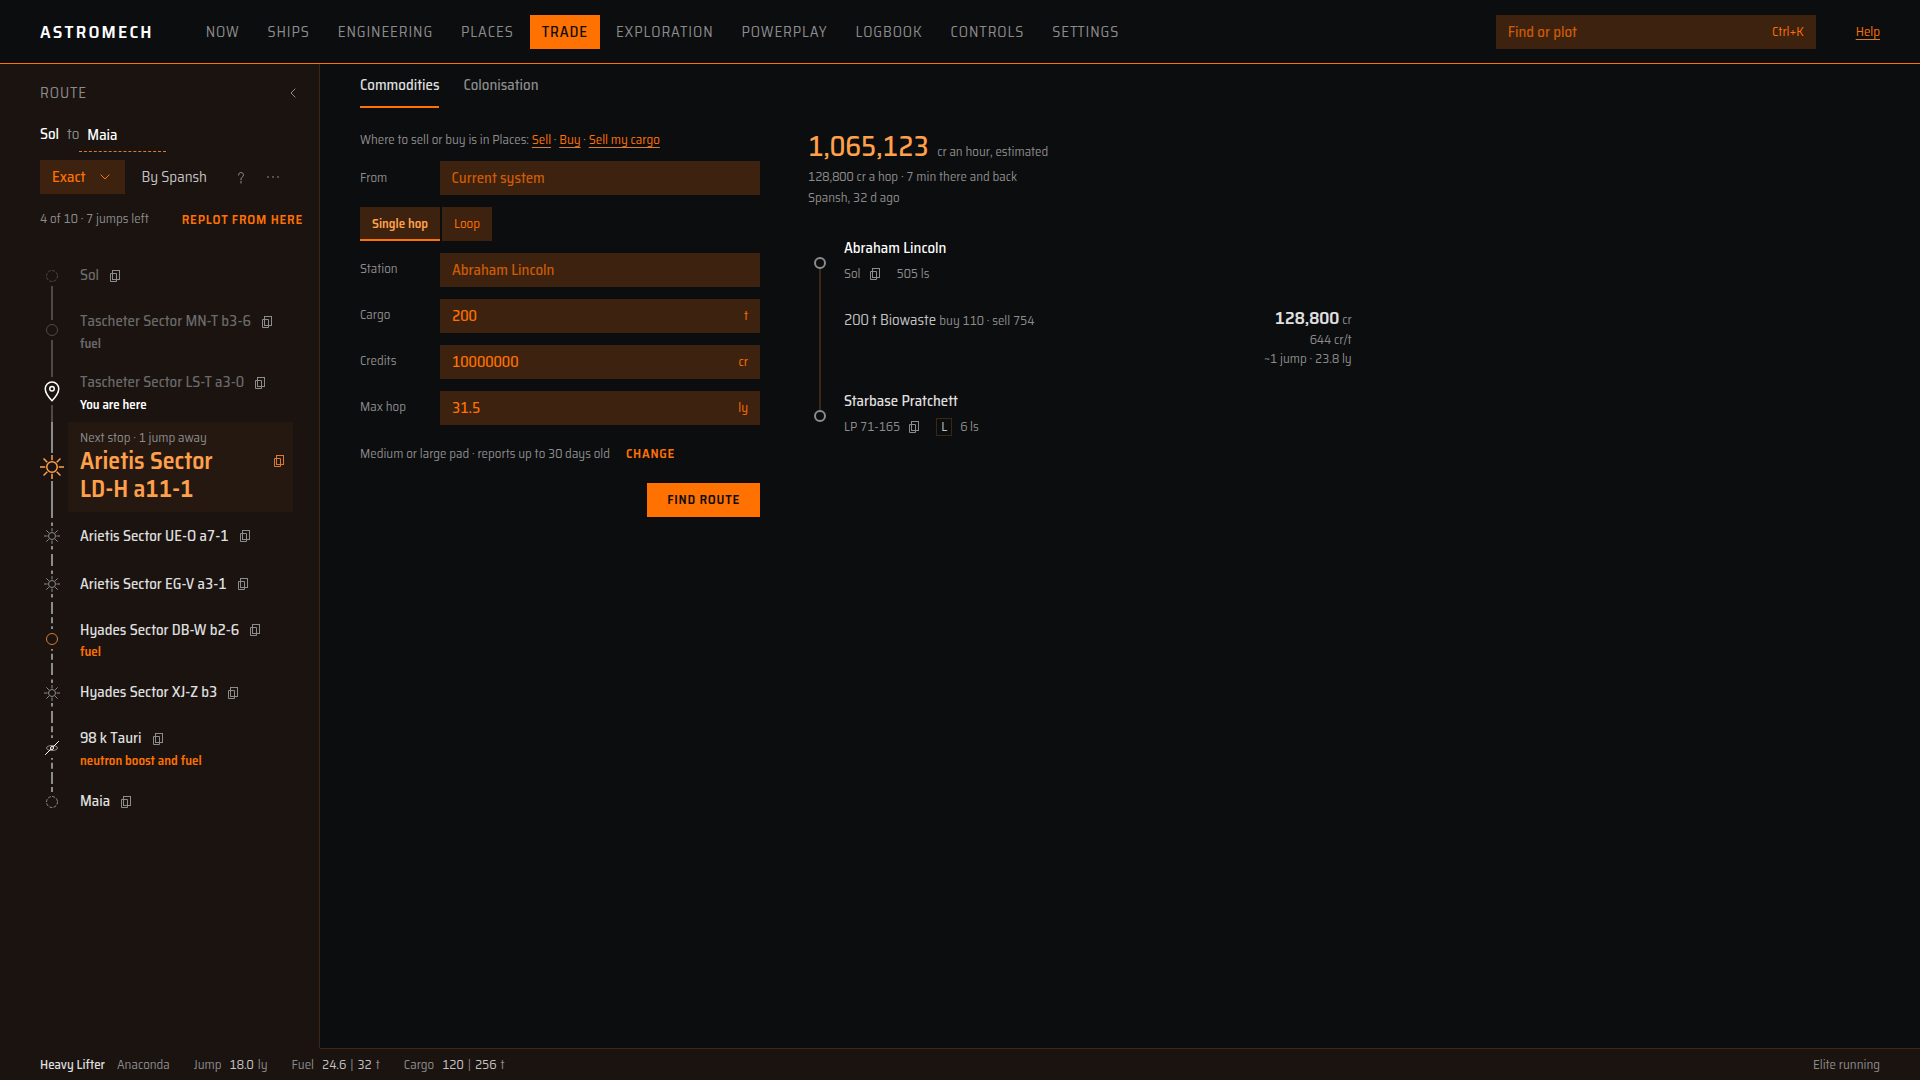 ASTROMECH NOW SHIPS ENGINEERING PLACES TRADE EXPLORATION POWERPLAY LOGBOOK CONTROLS SETTINGS Find or plot Ctrl+K Help
ROUTE
Sol to Maia
Exact By Spansh ? ···
4 of 10 · 7 jumps left REPLOT FROM HERE
Sol
Tascheter Sector MN-T b3-6
fuel
Tascheter Sector LS-T a3-0
You are here
Next stop · 1 jump away
Arietis Sector
LD-H a11-1
Arietis Sector UE-O a7-1
Arietis Sector EG-V a3-1
Hyades Sector DB-W b2-6
fuel
Hyades Sector XJ-Z b3
98 k Tauri
neutron boost and fuel
Maia
Commodities Colonisation
Where to sell or buy is in Places: Sell · Buy · Sell my cargo
From Current system
Single hop Loop
Station Abraham Lincoln
Cargo 200 t
Credits 10000000 cr
Max hop 31.5 ly
Medium or large pad · reports up to 30 days old CHANGE
FIND ROUTE
1,065,123 cr an hour, estimated
128,800 cr a hop · 7 min there and back
Spansh, 32 d ago
Abraham Lincoln
Sol 505 ls
200 t Biowaste buy 110 · sell 754 128,800 cr
644 cr/t
~1 jump · 23.8 ly
Starbase Pratchett
LP 71-165 L 6 ls
Heavy Lifter Anaconda Jump 18.0 ly Fuel 24.6 | 32 t Cargo 120 | 256 t Elite running